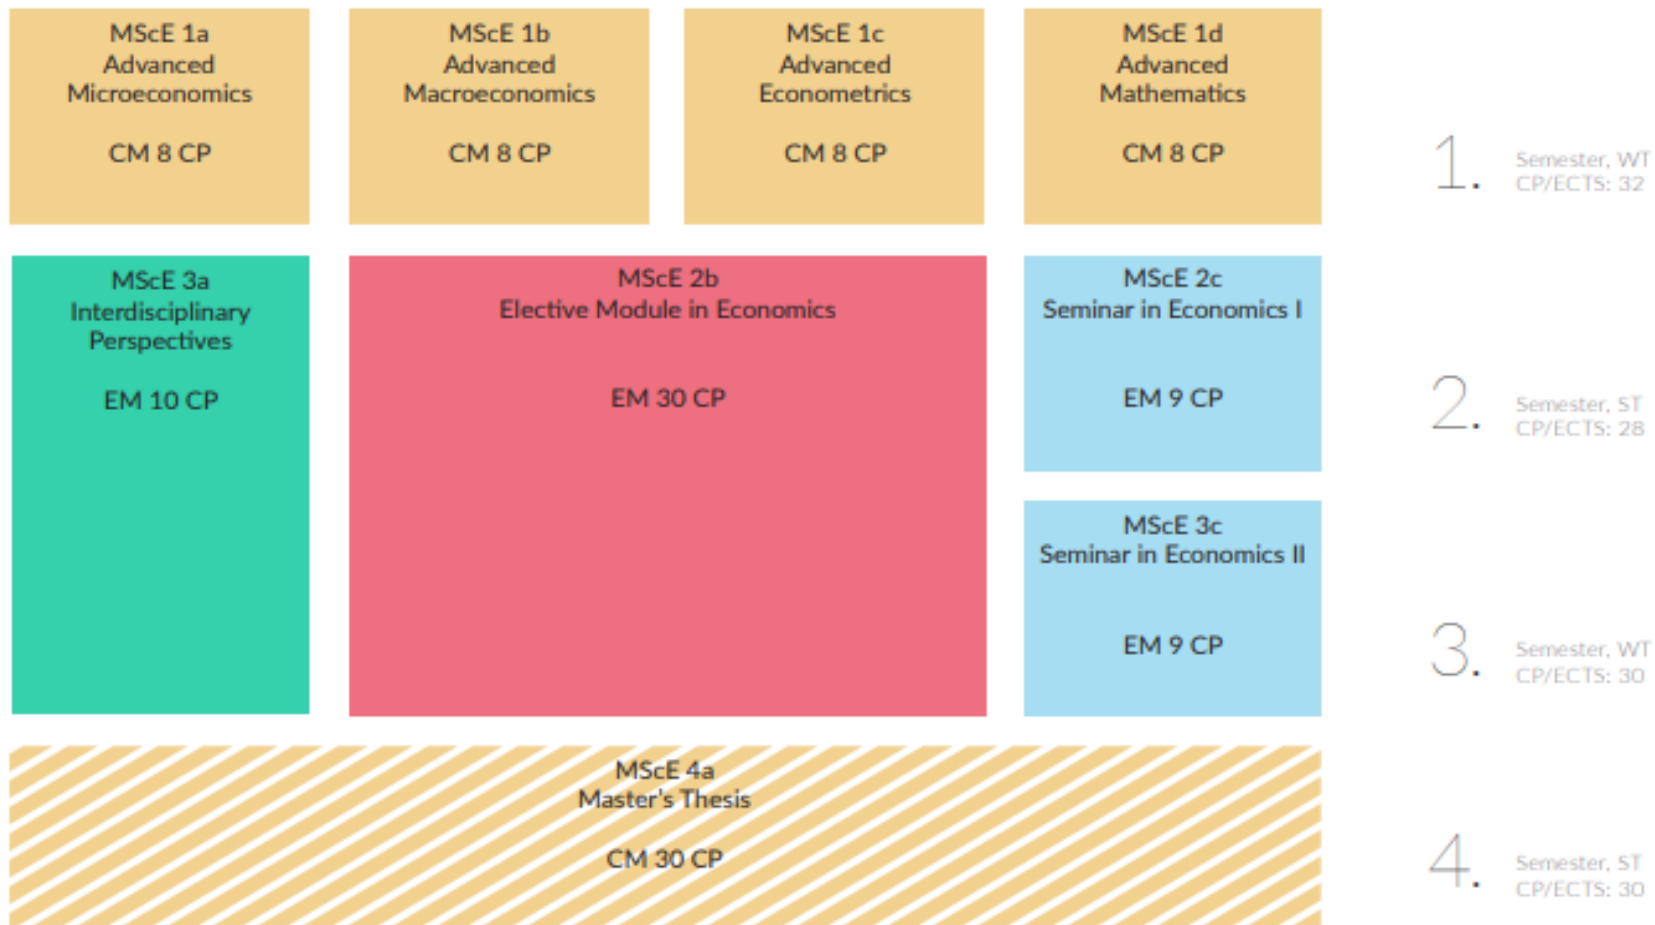 MScE 1a
Advanced
Microeconomics
CM 8 CP
MScE 1b
Advanced
Macroeconomics
CM 8 CP
MScE 1c
Advanced
Econometrics
CM 8 CP
MScE 1d
Advanced
Mathematics
CM 8 CP
1.
Semester, WT
CP/ECTS: 32
MScE 3a
Interdisciplinary
Perspectives
EM 10 CP
MScE 2b
Elective Module in Economics
EM 30 CP
MScE 2c
Seminar in Economics I
EM 9 CP
2.
Semester, ST
CP/ECTS: 28
MScE 3c
Seminar in Economics II
EM 9 CP
3.
Semester, WT
CP/ECTS: 30
MScE 4a
Master's Thesis
CM 30 CP
4.
Semester, ST
CP/ECTS: 30